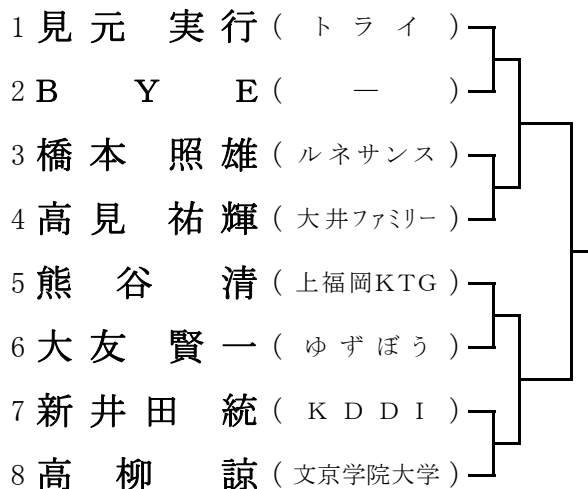 1 見元 実行 (トライ)
2 BYE (―)
3 橋本 照雄 (ルネサンス)
4 高見 祐輝 (大井ファミリー)
5 熊谷 清 (上福岡KTG)
6 大友 賢一 (ゆずぼう)
7 新井田 統 (KDDI)
8 高柳 諒 (文京学院大学)